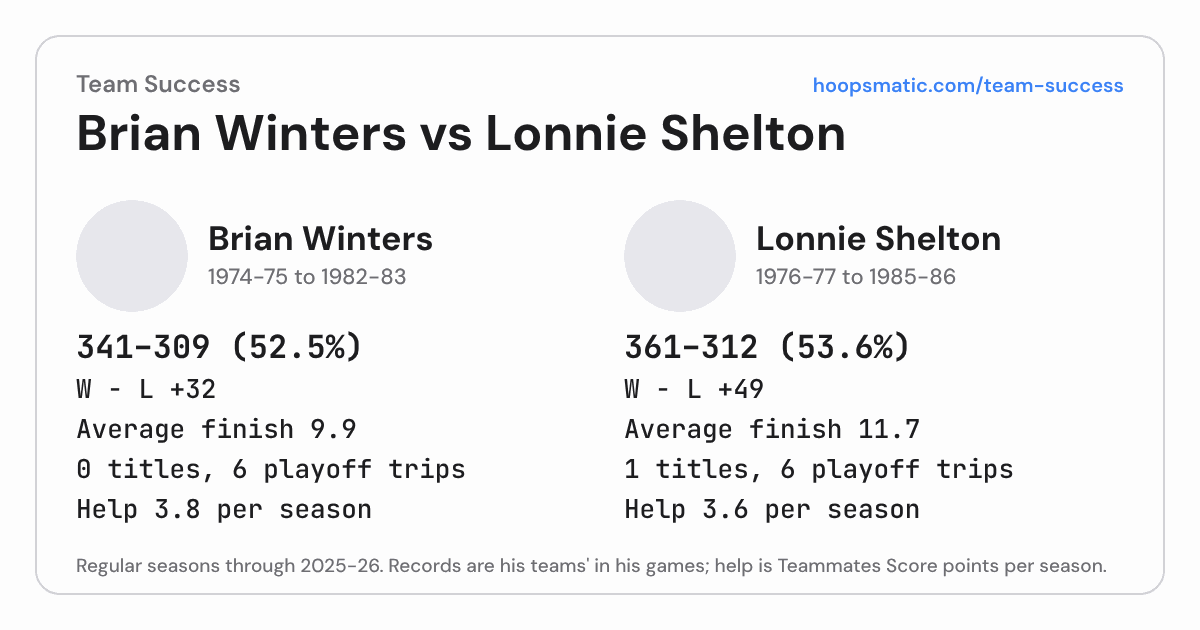 Team Success
hoopsmatic.com/team-success
Brian Winters vs Lonnie Shelton
Brian Winters
1974-75 to 1982-83
341-309 (52.5%)
W - L +32
Average finish 9.9
0 titles, 6 playoff trips
Help 3.8 per season
Lonnie Shelton
1976-77 to 1985-86
361-312 (53.6%)
W - L +49
Average finish 11.7
1 titles, 6 playoff trips
Help 3.6 per season
Regular seasons through 2025-26. Records are his teams' in his games; help is Teammates Score points per season.